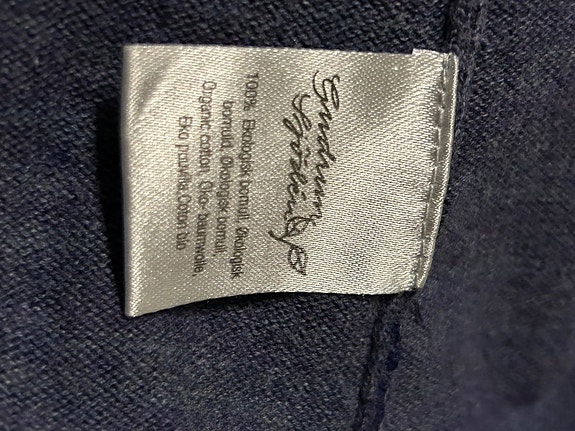 Gudrun
Sjödén
100% Ekologisk bomull, Økologisk
bomuld, Økologisk bomull,
Organic cotton, Öko-baumwolle
Eko puuvilla, Coton bio